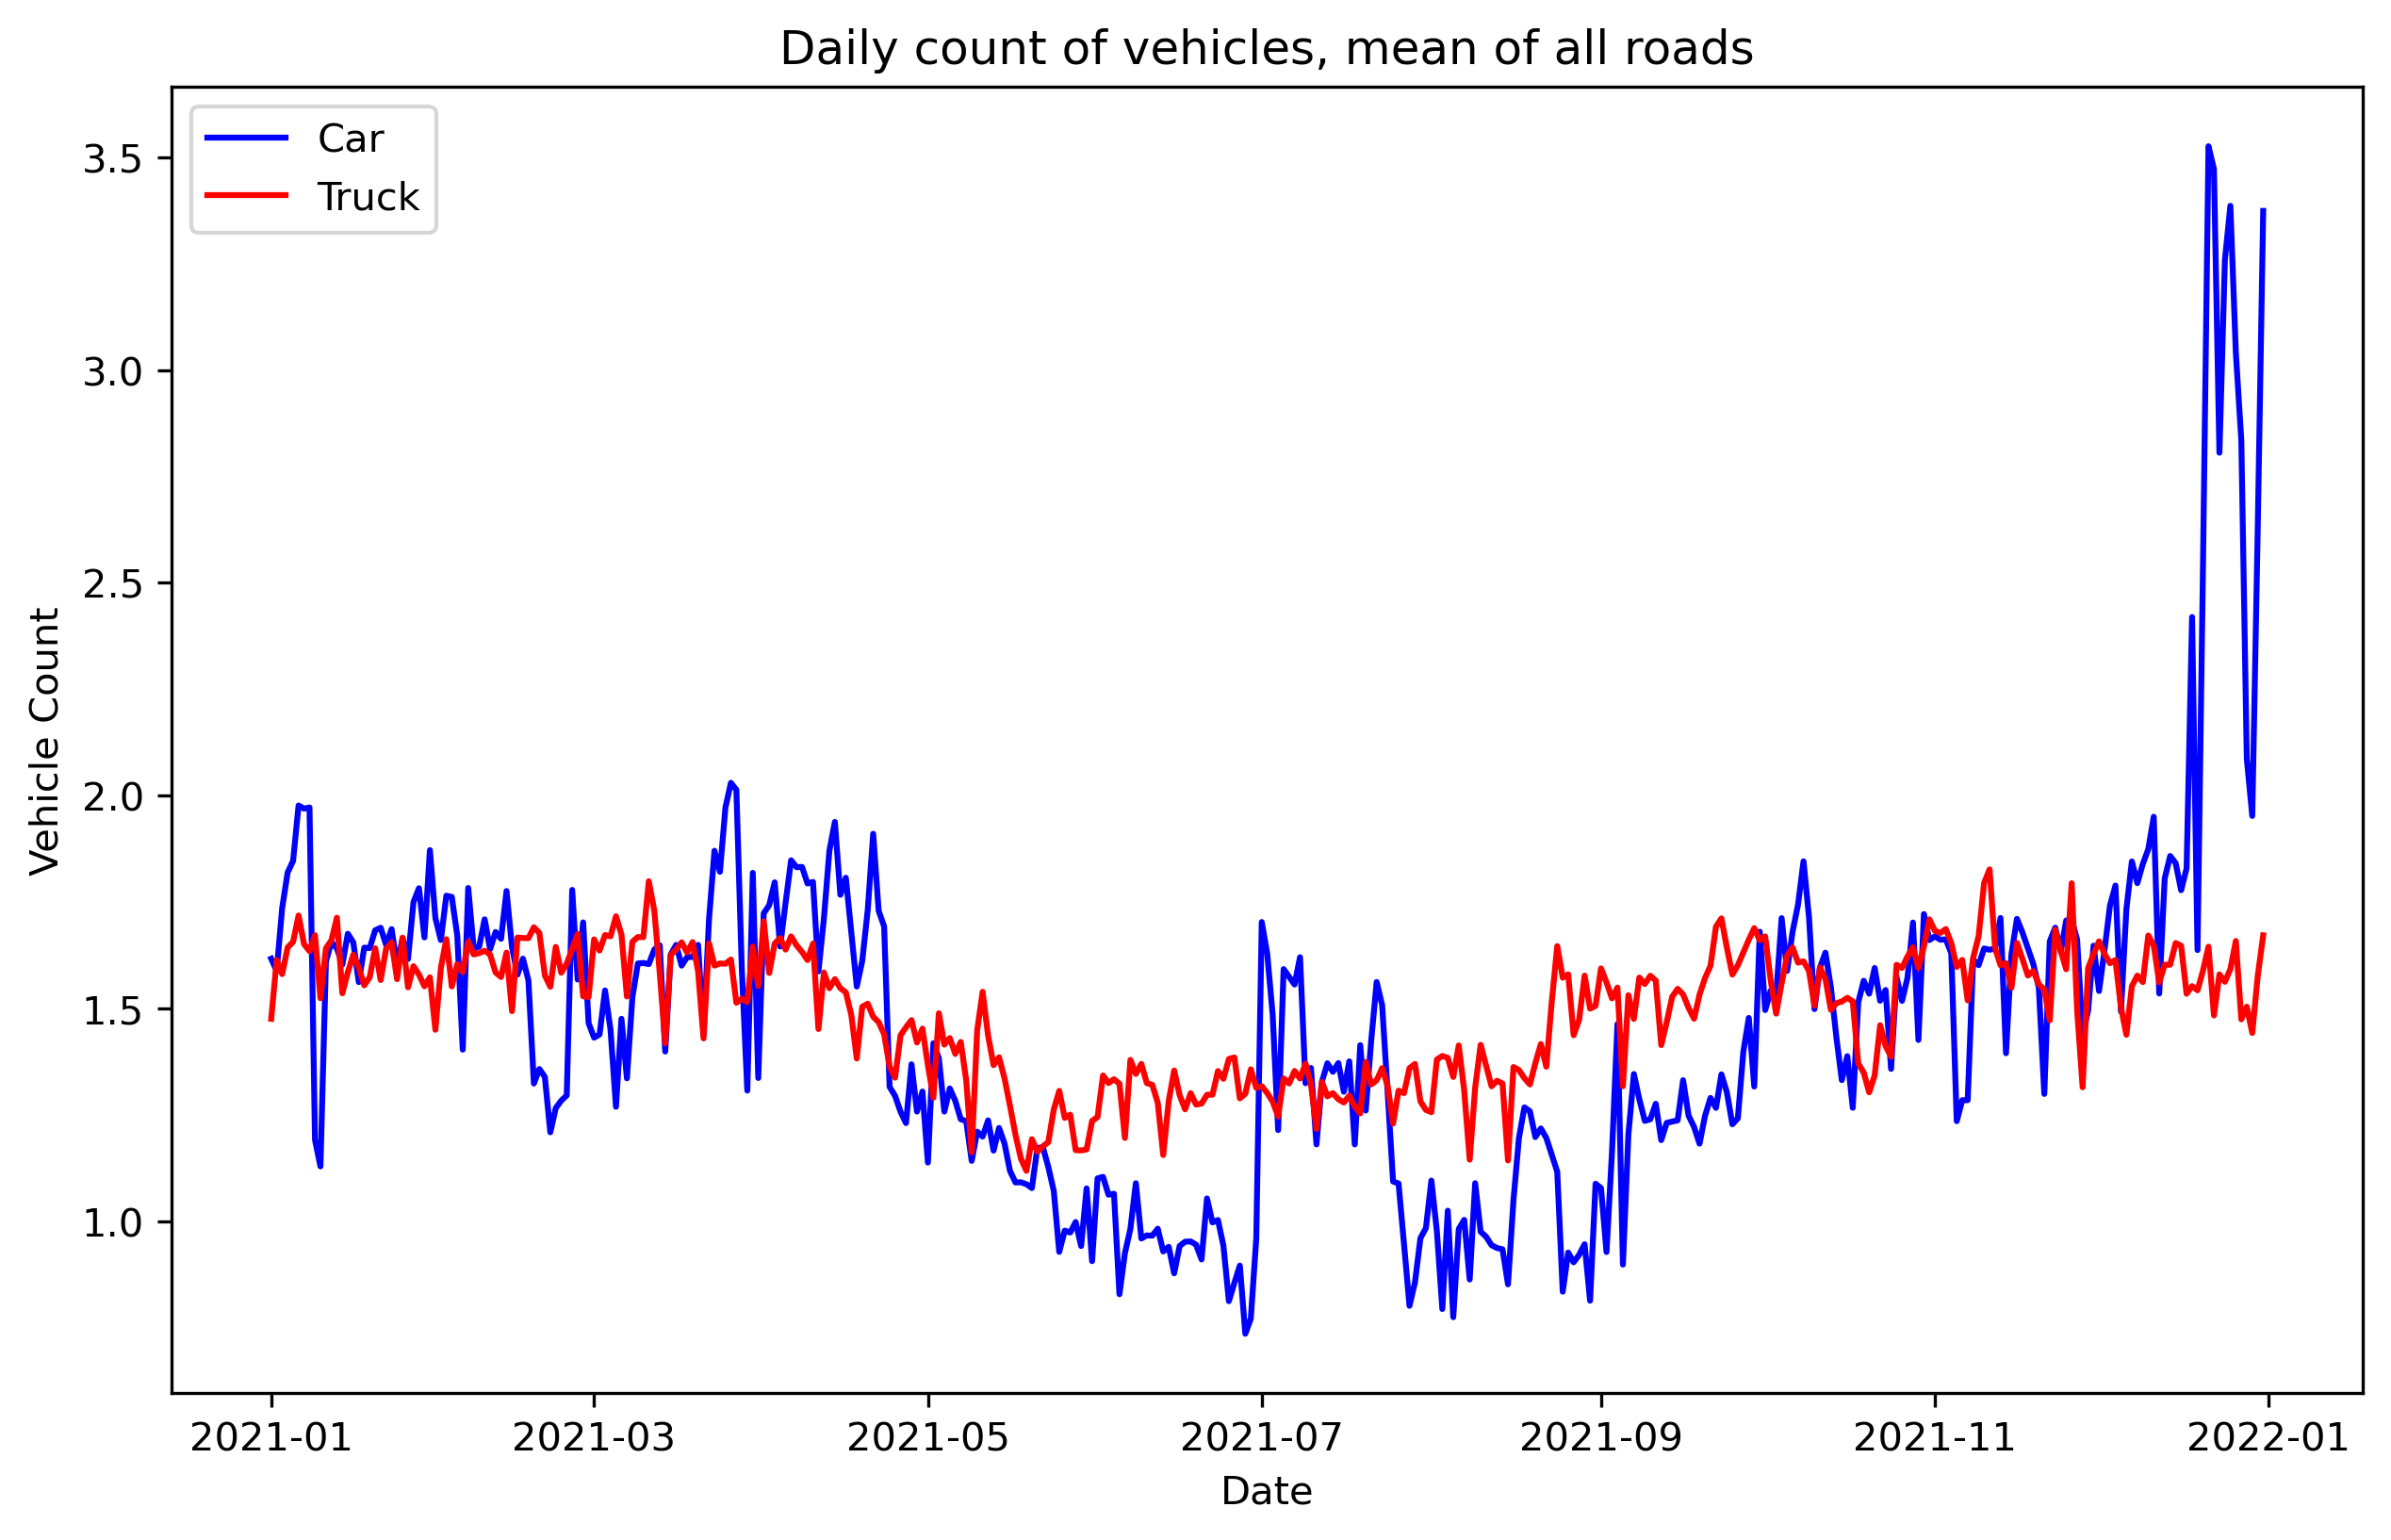 Daily count of vehicles, mean of all roads
Car
Truck
3.5
3.0
2.5
2.0
1.5
1.0
Vehicle Count
2021-01 2021-03 2021-05 2021-07 2021-09 2021-11 2022-01
Date